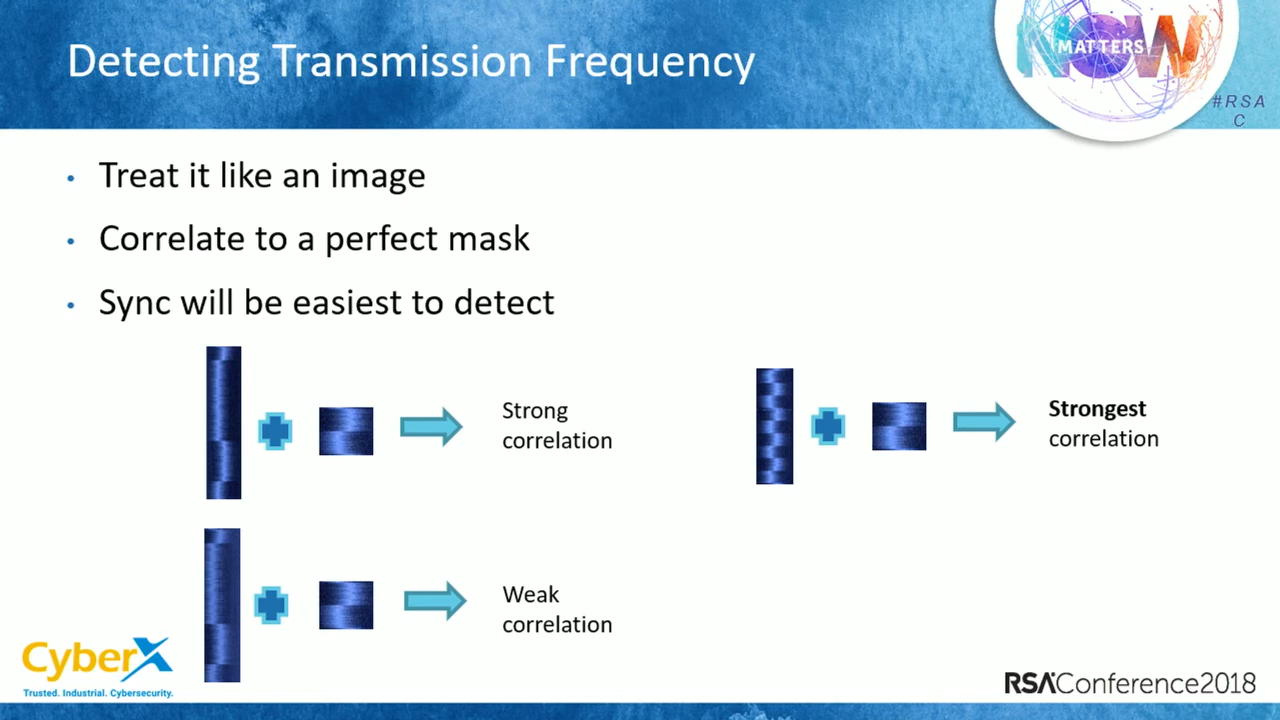 Detecting Transmission Frequency
NOW
MATTERS
#RSA
C
• Treat it like an image
• Correlate to a perfect mask
• Sync will be easiest to detect
Strong
correlation
Strongest
correlation
Weak
correlation
CyberX
Trusted. Industrial. Cybersecurity.
RSAConference2018